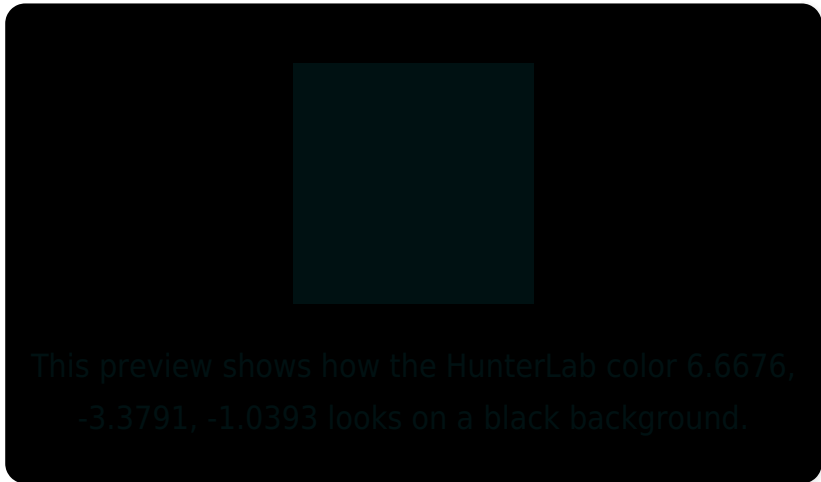 This preview shows how the HunterLab color 6.6676,
-3.3791, -1.0393 looks on a black background.